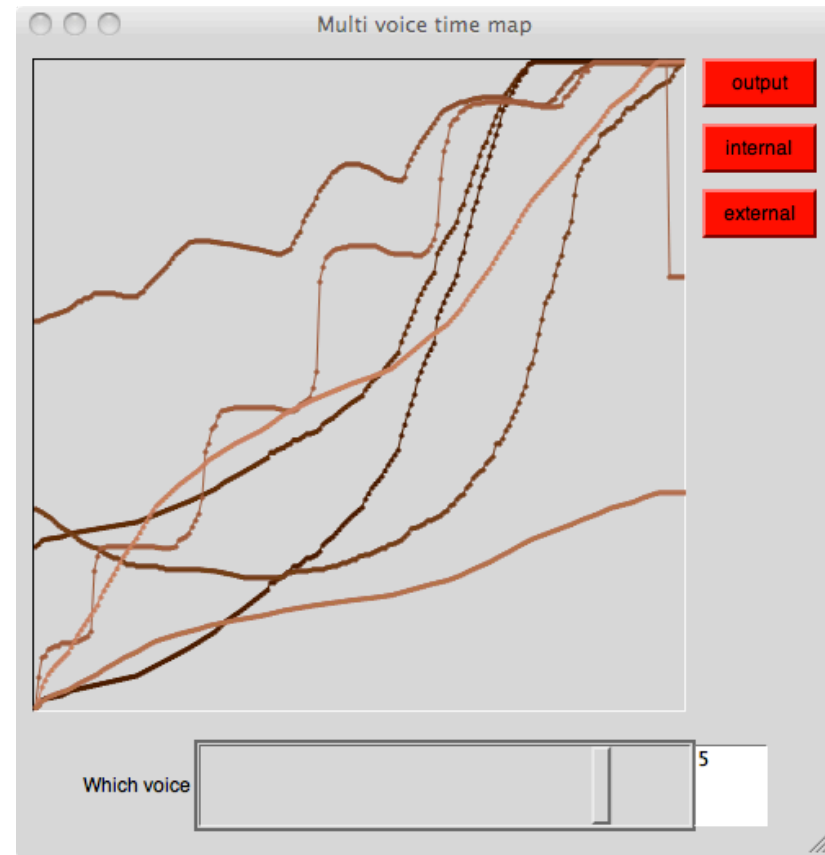 Multi voice time map
output
internal
external
Which voice
5